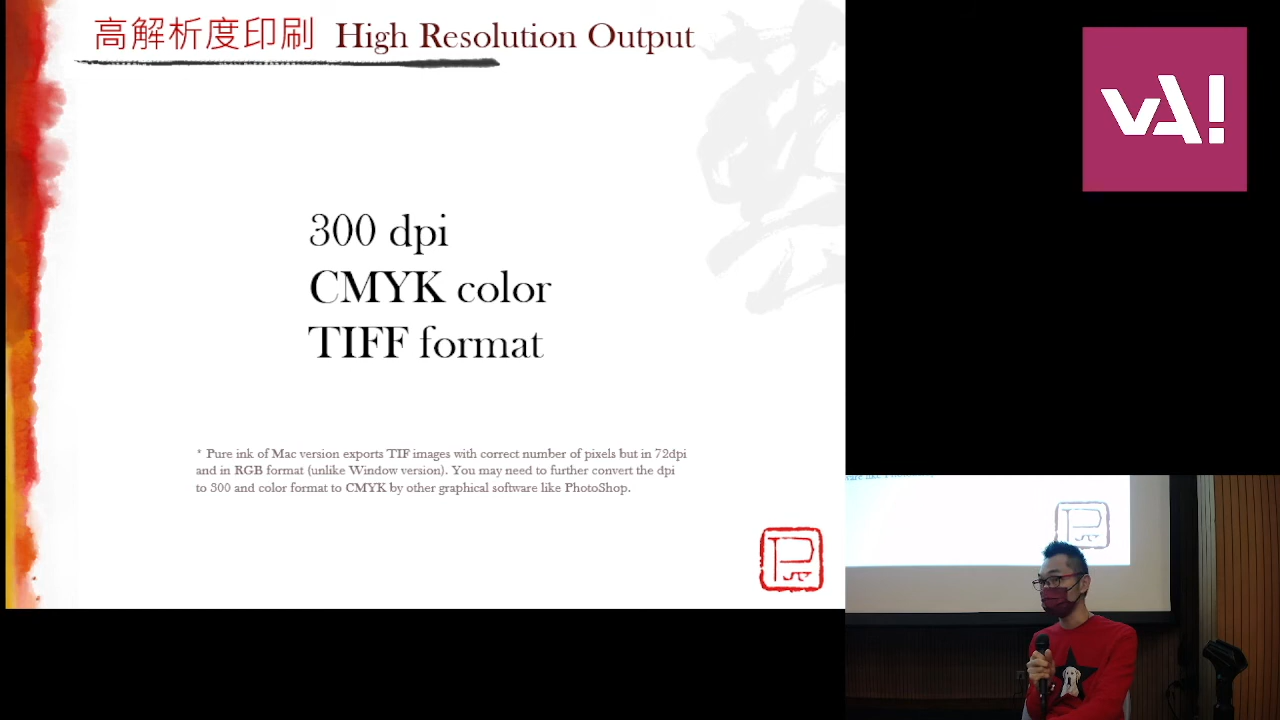 高解析度印刷 High Resolution Output
vA!
300 dpi
CMYK color
TIFF format
* Pure ink of Mac version exports TIF images with correct number of pixels but in 72dpi
and in RGB format (unlike Window version). You may need to further convert the dpi
to 300 and color format to CMYK by other graphical software like PhotoShop.